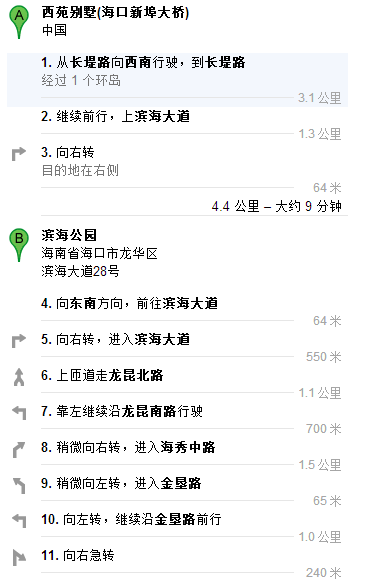 A
西苑别墅(海口新埠大桥)
中国
1. 从长堤路向西南行驶，到长堤路
经过 1 个环岛
3.1 公里
2. 继续前行，上滨海大道
1.3 公里
3. 向右转
目的地在右侧
64 米
4.4 公里 – 大约 9 分钟
B
滨海公园
海南省海口市龙华区
滨海大道28号
4. 向东南方向，前往滨海大道
64 米
5. 向右转，进入滨海大道
550 米
6. 上匝道走龙昆北路
1.1 公里
7. 靠左继续沿龙昆南路行驶
700 米
8. 稍微向右转，进入海秀中路
1.5 公里
9. 稍微向左转，进入金垦路
65 米
10. 向左转，继续沿金垦路前行
1.0 公里
11. 向右急转
240 米